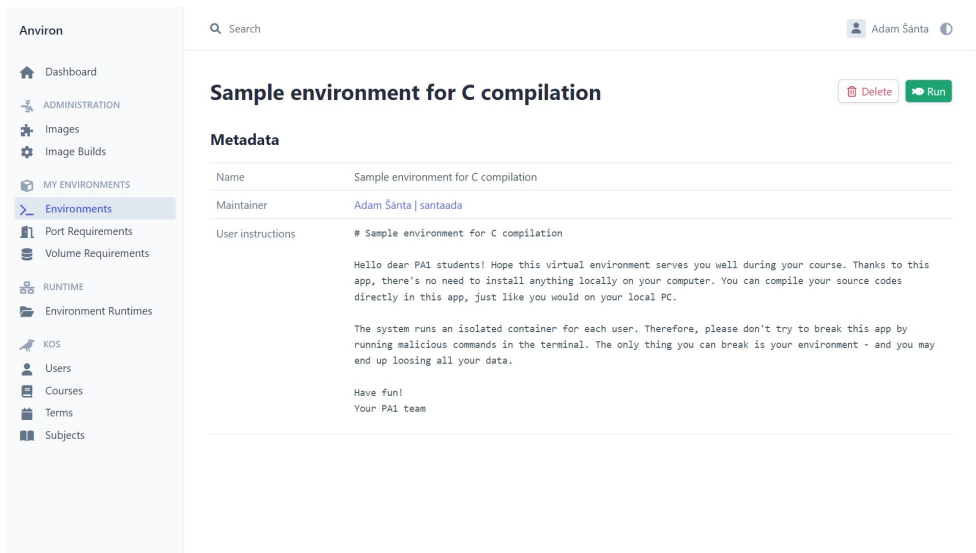 Anviron
Search
Adam Šánta
Dashboard
ADMINISTRATION
Images
Image Builds
MY ENVIRONMENTS
Environments
Port Requirements
Volume Requirements
RUNTIME
Environment Runtimes
KOS
Users
Courses
Terms
Subjects
Sample environment for C compilation
Delete
Run
Metadata
Name
Sample environment for C compilation
Maintainer
Adam Šánta | santaada
User instructions
# Sample environment for C compilation
Hello dear PA1 students! Hope this virtual environment serves you well during your course. Thanks to this
app, there's no need to install anything locally on your computer. You can compile your source codes
directly in this app, just like you would on your local PC.
The system runs an isolated container for each user. Therefore, please don't try to break this app by
running malicious commands in the terminal. The only thing you can break is your environment - and you may
end up loosing all your data.
Have fun!
Your PA1 team